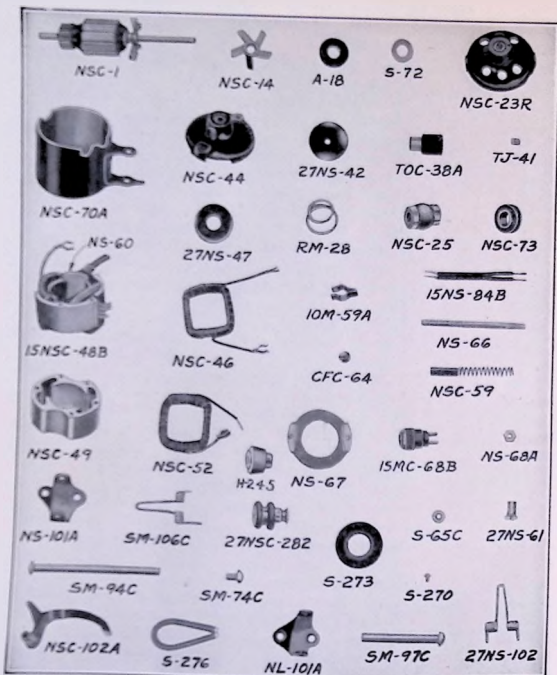 NSC-1
NSC-14
A-18
S-72
NSC-23R
NSC-70A
NSC-44
27NS-42
TOC-38A
TJ-41
NS-60
27NS-47
RM-28
NSC-25
NSC-73
15NSC-48B
NSC-46
10M-59A
15NS-84B
NS-66
CFC-64
NSC-59
NSC-49
NSC-52
H-245
NS-67
15MC-68B
NS-68A
NS-101A
SM-106C
27NSC-282
S-273
S-65C
27NS-61
SM-94C
SM-74C
S-270
NSC-102A
S-276
NL-101A
SM-97C
27NS-102